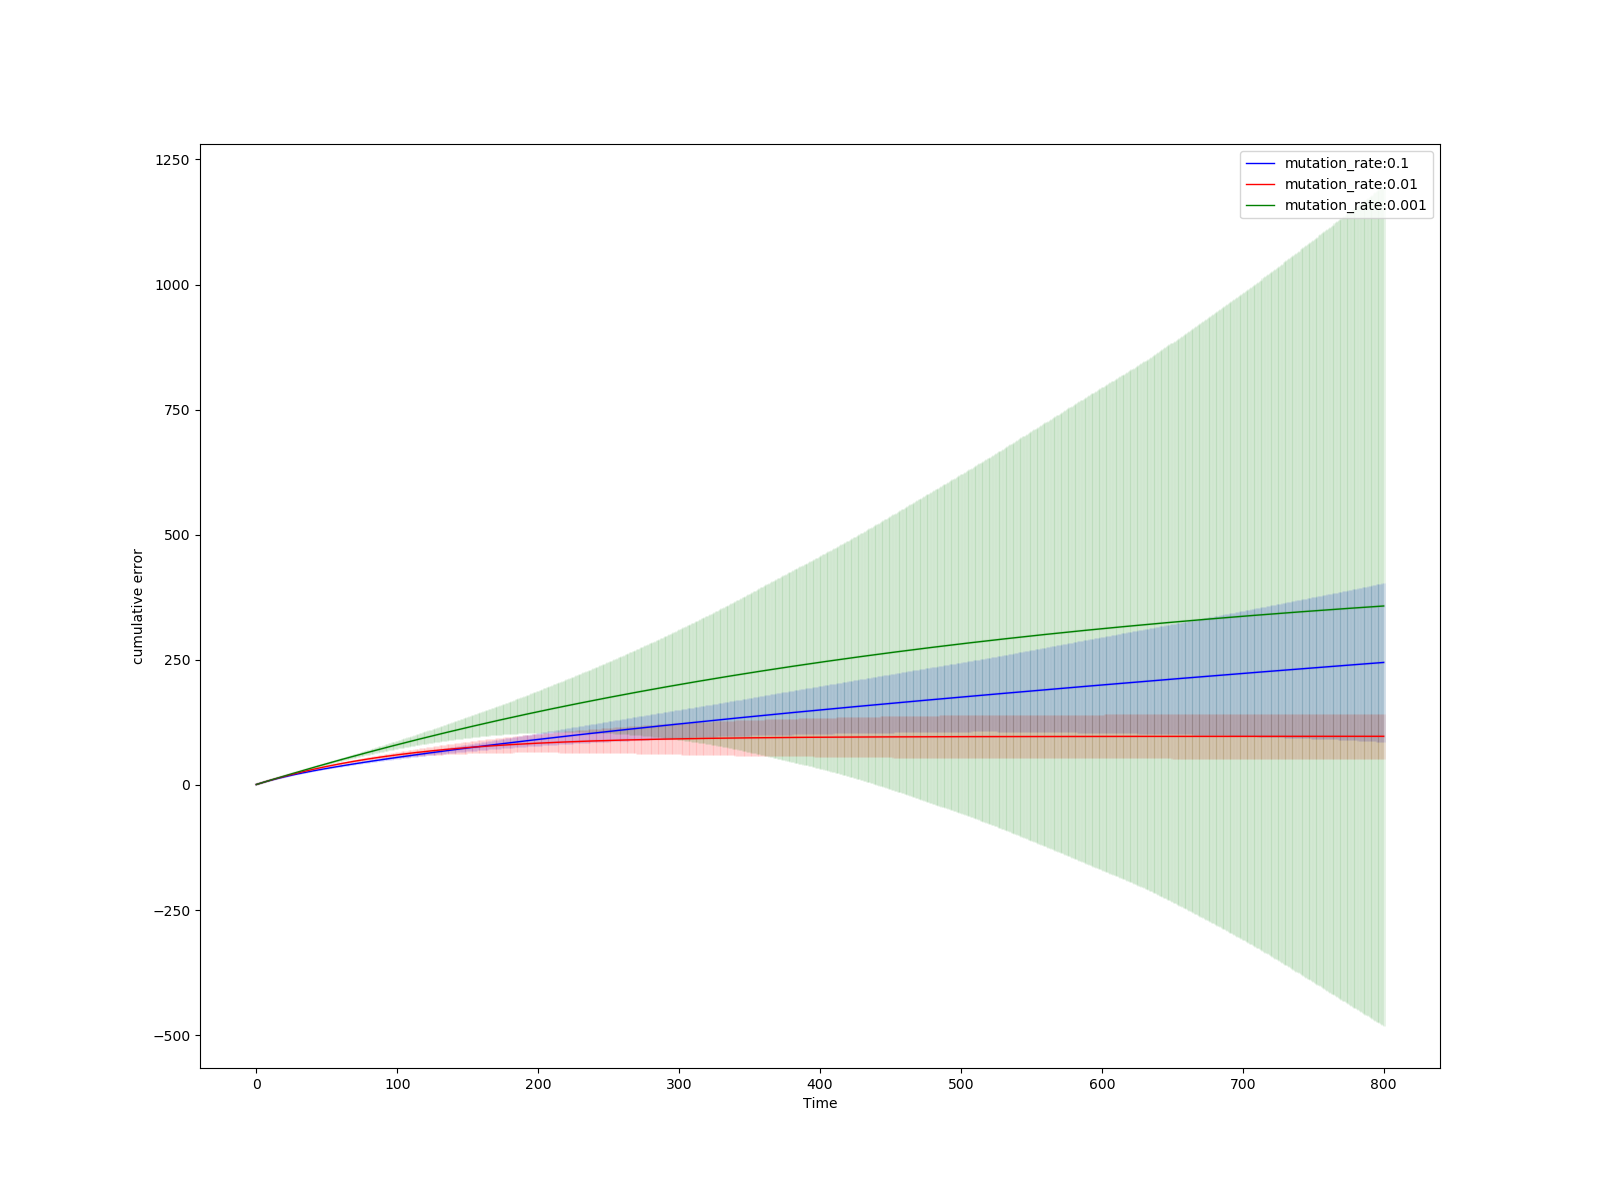 mutation_rate:0.1
mutation_rate:0.01
mutation_rate:0.001
1250
1000
750
500
250
0
−250
−500
cumulative error
0 100 200 300 400 500 600 700 800
Time